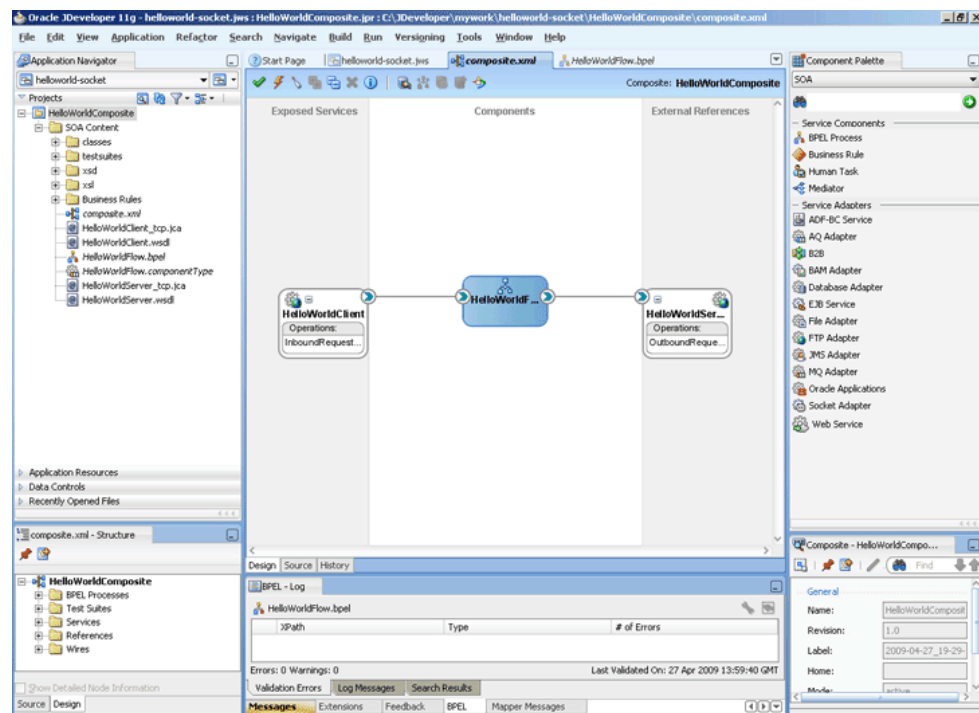 Oracle JDeveloper 11g - helloworld-socket.jws : HelloWorldComposite.jpr : C:\JDeveloper\mywork\helloworld-socket\HelloWorldComposite\composite.xml
File Edit View Application Refactor Search Navigate Build Run Versioning Tools Window Help
Application Navigator
helloworld-socket
Projects
HelloWorldComposite
SOA Content
classes
testsuites
xsd
xsl
Business Rules
composite.xml
HelloWorldClient_tcp.jca
HelloWorldClient.wsdl
HelloWorldFlow.bpel
HelloWorldFlow.componentType
HelloWorldServer_tcp.jca
HelloWorldServer.wsdl
Application Resources
Data Controls
Recently Opened Files
composite.xml - Structure
HelloWorldComposite
BPEL Processes
Test Suites
Services
References
Wires
Show Detailed Node Information
Source Design
Start Page helloworld-socket.jws composite.xml HelloWorldFlow.bpel
Composite: HelloWorldComposite
Exposed Services Components External References
HelloWorldClient
Operations:
InboundRequest...
HelloWorldF...
HelloWorldSer...
Operations:
OutboundReque...
Design Source History
BPEL - Log
HelloWorldFlow.bpel
XPath Type # of Errors
Errors: 0 Warnings: 0 Last Validated On: 27 Apr 2009 13:59:40 GMT
Validation Errors Log Messages Search Results
Messages Extensions Feedback BPEL Mapper Messages
Component Palette
SOA
Service Components
BPEL Process
Business Rule
Human Task
Mediator
Service Adapters
ADF-BC Service
AQ Adapter
B2B
BAM Adapter
Database Adapter
EJB Service
File Adapter
FTP Adapter
JMS Adapter
MQ Adapter
Oracle Applications
Socket Adapter
Web Service
Composite - HelloWorldCompo...
Find
General
Name: HelloWorldComposit
Revision: 1.0
Label: 2009-04-27_19-29-
Home:
Mode: active